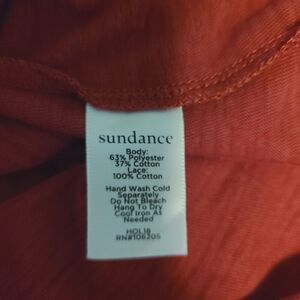 sundance
Body:
63% Polyester
37% Cotton
Lace:
100% Cotton
Hand Wash Cold
Separately
Do Not Bleach
Hang To Dry
Cool Iron As
Needed
HOL18
RN#106205